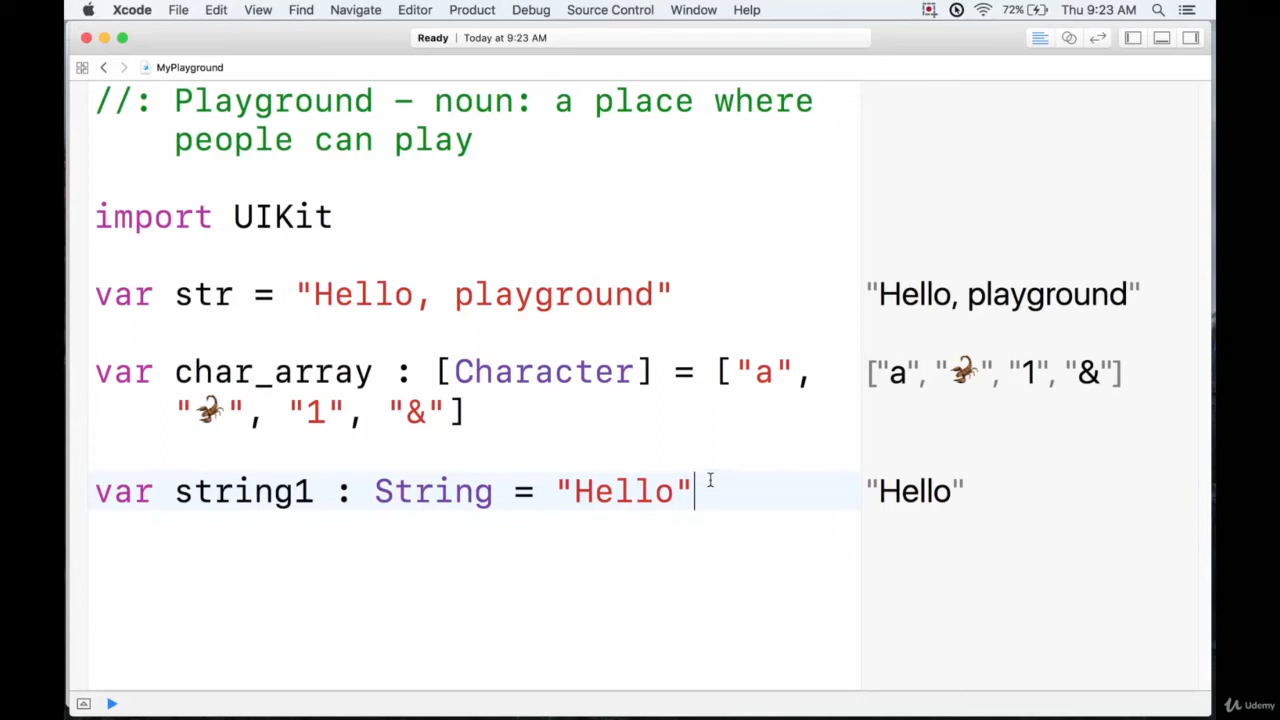 Xcode File Edit View Find Navigate Editor Product Debug Source Control Window Help 72% Thu 9:23 AM
Ready | Today at 9:23 AM
MyPlayground
//: Playground – noun: a place where
people can play
import UIKit
var str = "Hello, playground" "Hello, playground"
var char_array : [Character] = ["a", ["a", "🦂", "1", "&"]
"🦂", "1", "&"]
var string1 : String = "Hello" "Hello"
Udemy